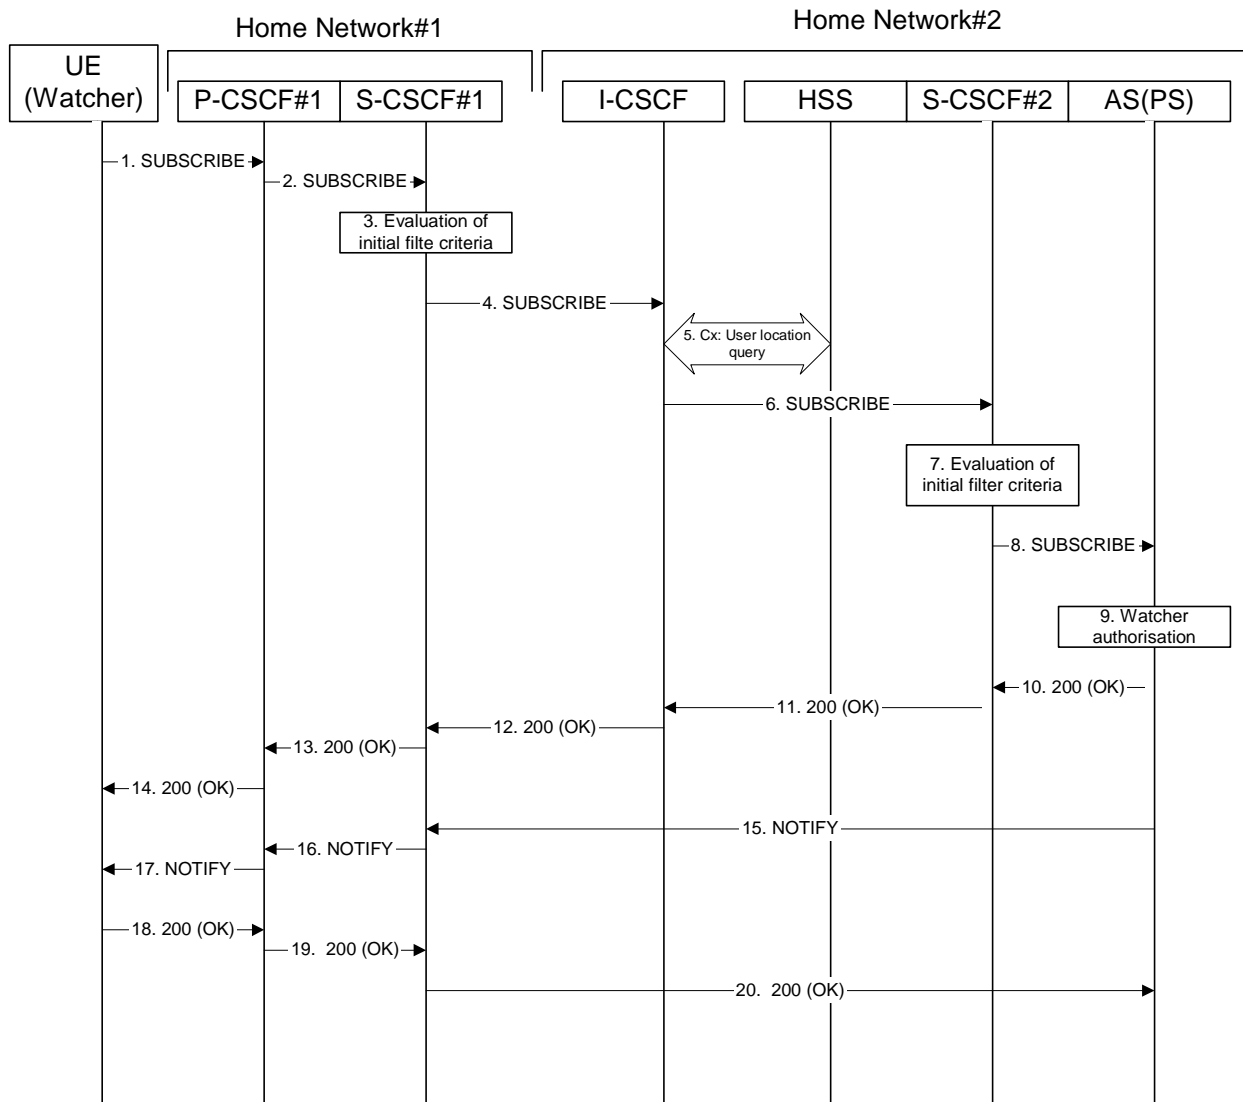 Home Network#1
Home Network#2
UE
(Watcher)
P-CSCF#1
S-CSCF#1
I-CSCF
HSS
S-CSCF#2
AS(PS)
1. SUBSCRIBE
2. SUBSCRIBE
3. Evaluation of
initial filte criteria
4. SUBSCRIBE
5. Cx: User location
query
6. SUBSCRIBE
7. Evaluation of
initial filter criteria
8. SUBSCRIBE
9. Watcher
authorisation
10. 200 (OK)
11. 200 (OK)
12. 200 (OK)
13. 200 (OK)
14. 200 (OK)
15. NOTIFY
16. NOTIFY
17. NOTIFY
18. 200 (OK)
19. 200 (OK)
20. 200 (OK)